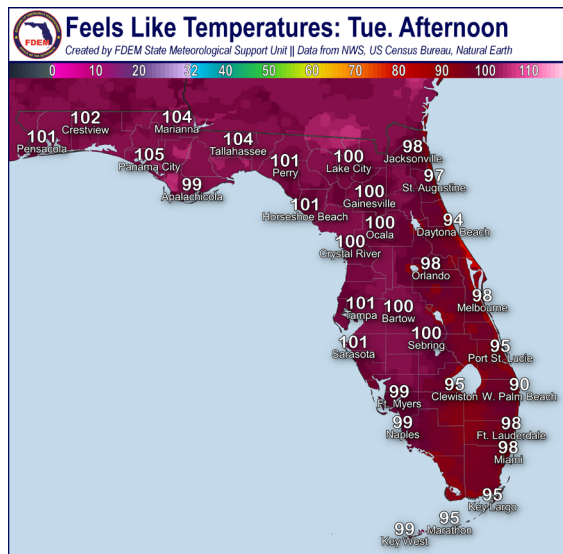 Feels Like Temperatures: Tue. Afternoon
Created by FDEM State Meteorological Support Unit || Data from NWS, US Census Bureau, Natural Earth
FDEM
0 10 20 32 40 50 60 70 80 90 100 110
102
Crestview
104
Marianna
101
Pensacola
105
Panama City
104
Tallahassee
99
Apalachicola
101
Perry
100
Lake City
98
Jacksonville
97
St. Augustine
100
Gainesville
101
Horseshoe Beach
100
Ocala
94
Daytona Beach
100
Crystal River
98
Orlando
98
Melbourne
101
Tampa
100
Bartow
100
Sebring
101
Sarasota
95
Port St. Lucie
99
Ft. Myers
95
Clewiston
90
W. Palm Beach
99
Naples
98
Ft. Lauderdale
98
Miami
95
Key Largo
95
Marathon
99
Key West